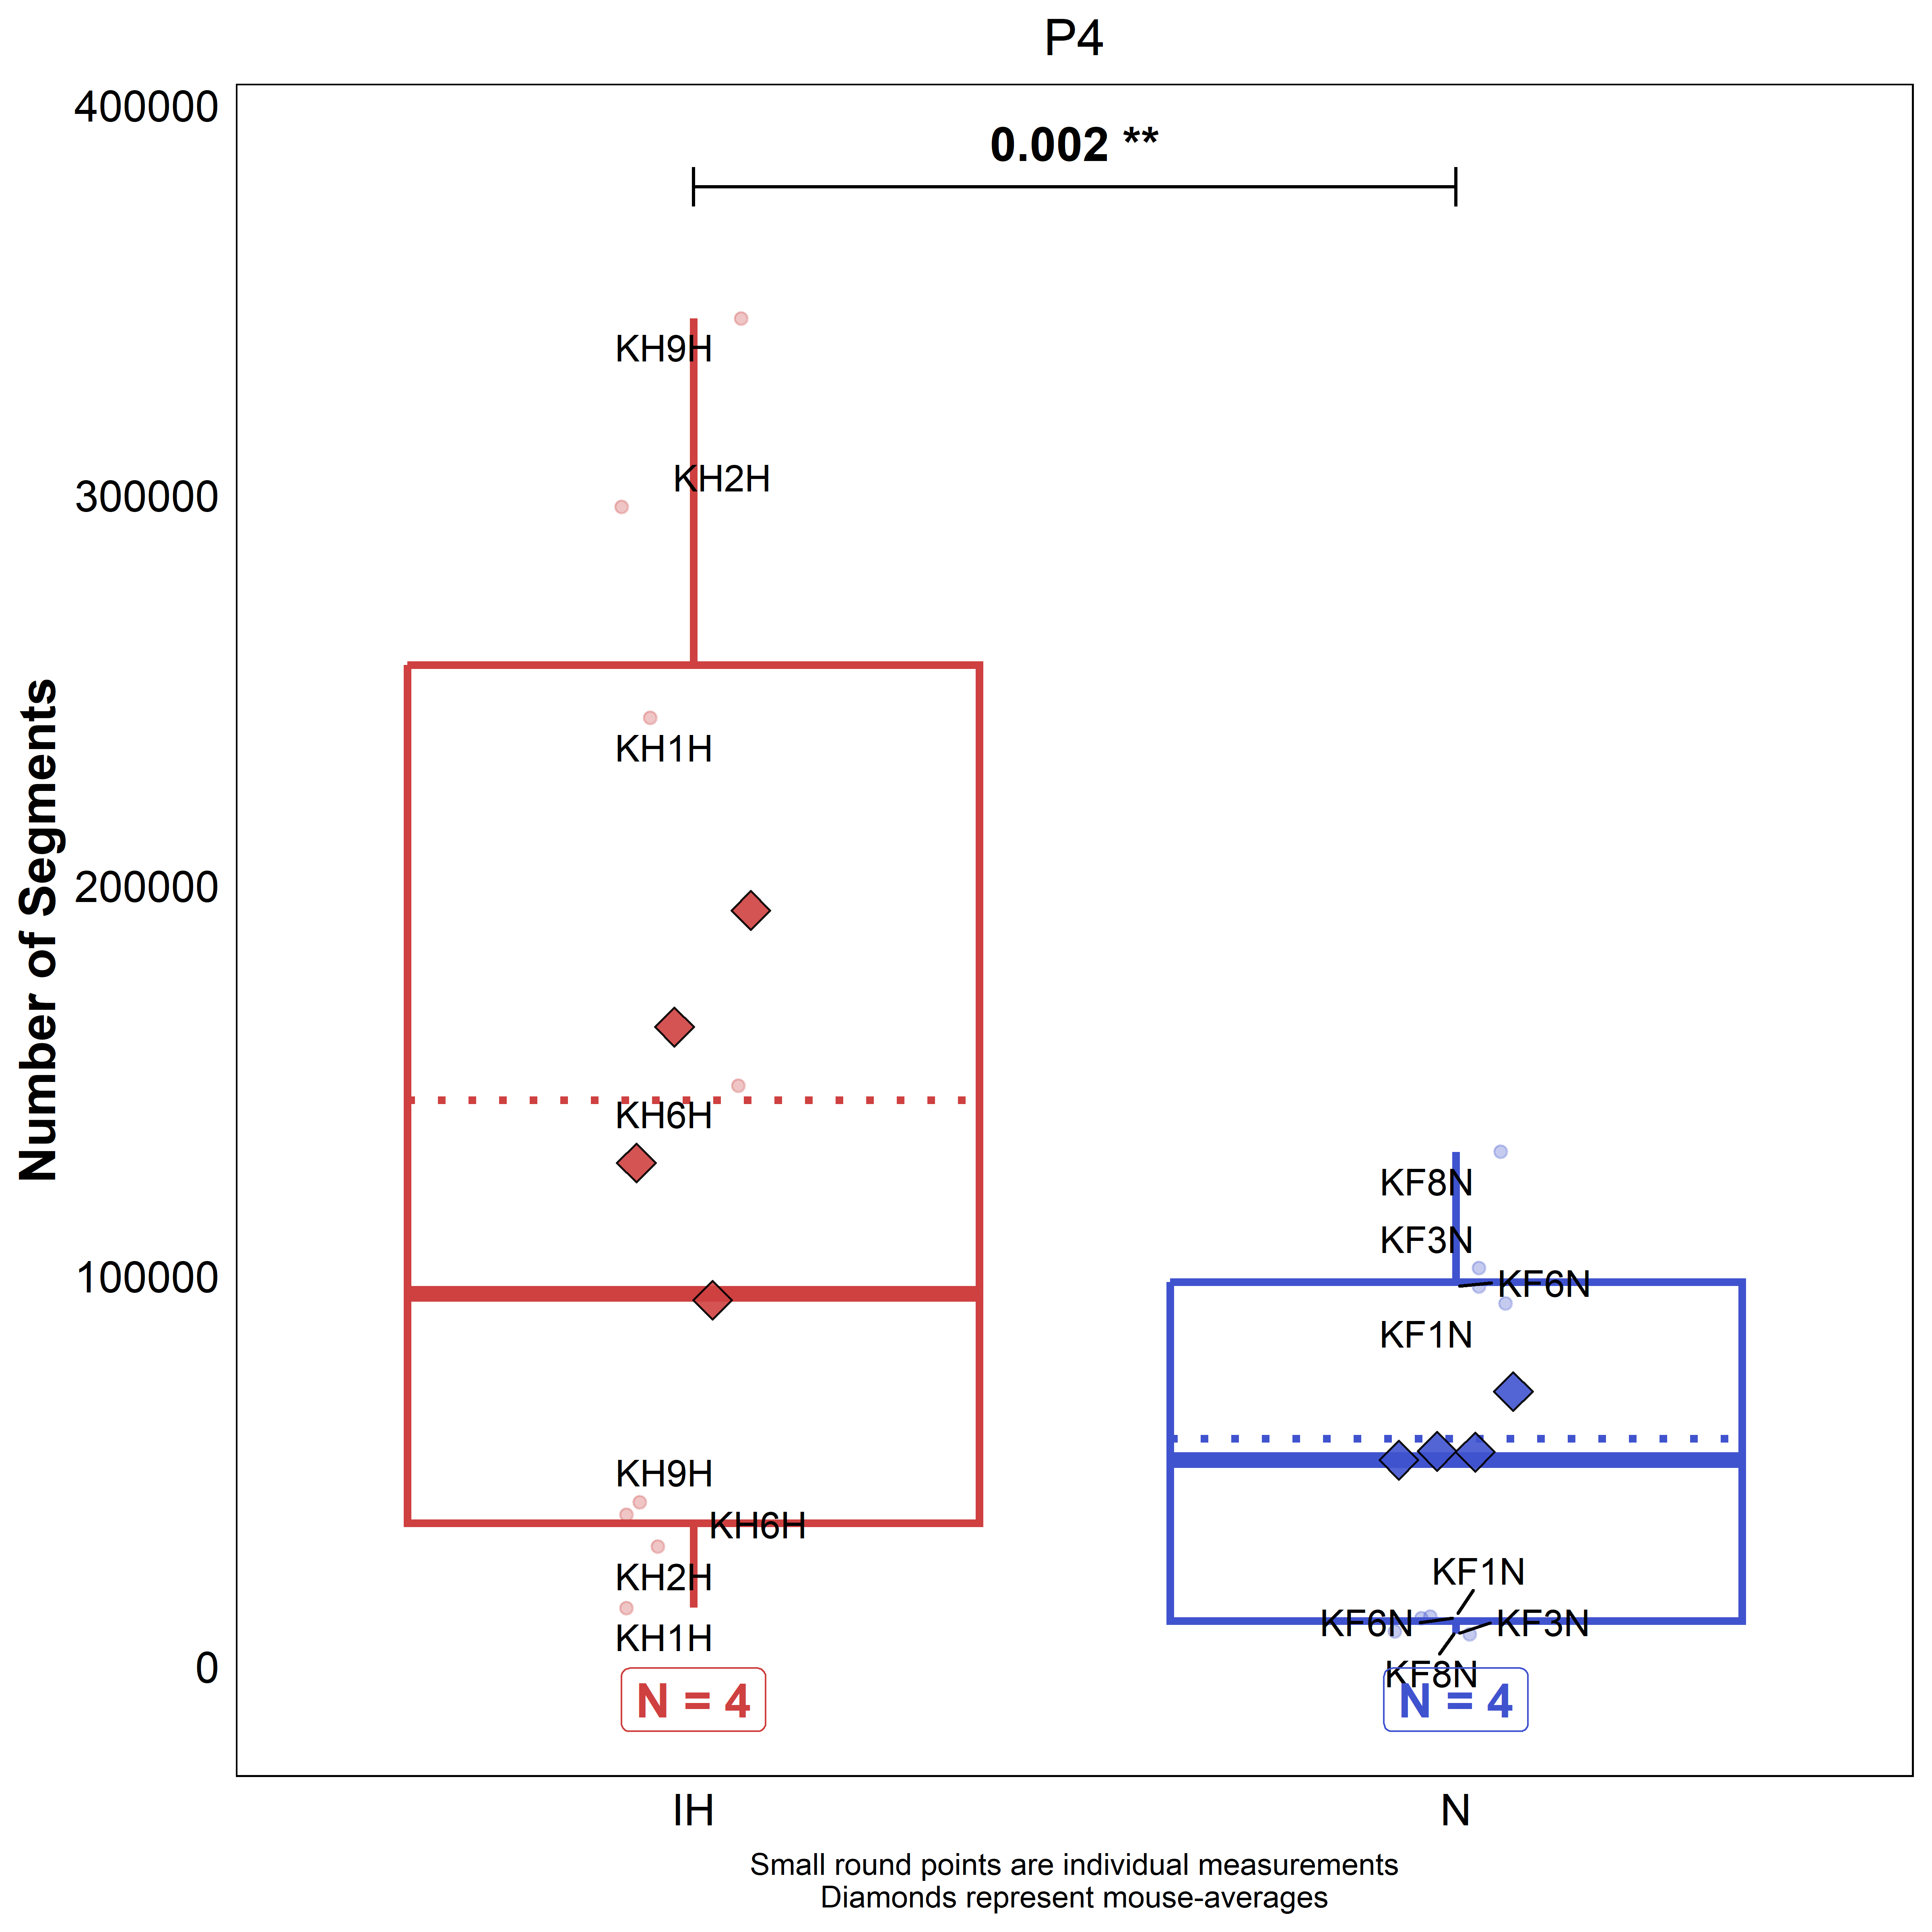 P4
400000
0.002 **
KH9H
300000
KH2H
KH1H
200000
KH6H
KF8N
KF3N
100000
KF6N
KF1N
KH9H
KH6H
KH2H
KF1N
KF6N
KF3N
KH1H
0
KF8N
N = 4
N = 4
Number of Segments
IH
N
Small round points are individual measurements
Diamonds represent mouse-averages